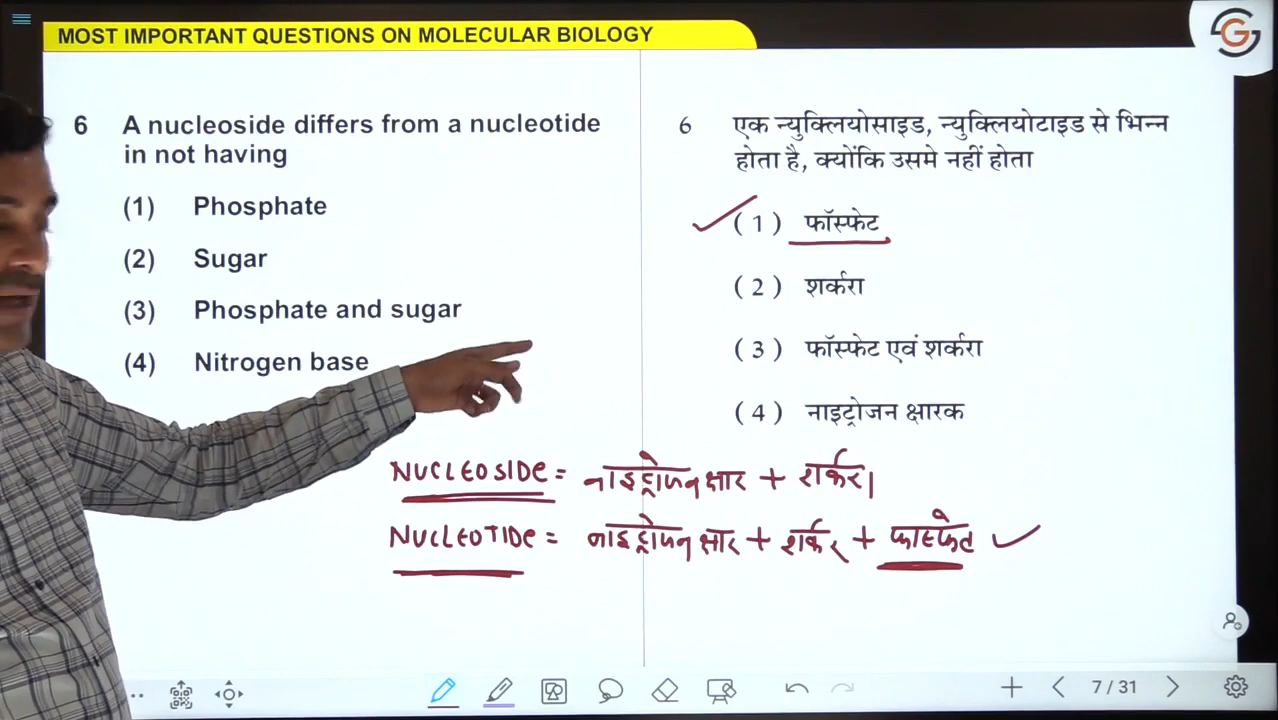 MOST IMPORTANT QUESTIONS ON MOLECULAR BIOLOGY
6 A nucleoside differs from a nucleotide
in not having
(1) Phosphate
(2) Sugar
(3) Phosphate and sugar
(4) Nitrogen base
6 एक न्युक्लियोसाइड, न्युक्लियोटाइड से भिन्न
होता है, क्योंकि उसमे नहीं होता
(1) फॉस्फेट
(2) शर्करा
(3) फॉस्फेट एवं शर्करा
(4) नाइट्रोजन क्षारक
NUCLEOSIDE = नाइट्रोजन क्षार + शर्करा
NUCLEOTIDE = नाइट्रोजन क्षार + शर्कर + फास्फेट
7 / 31